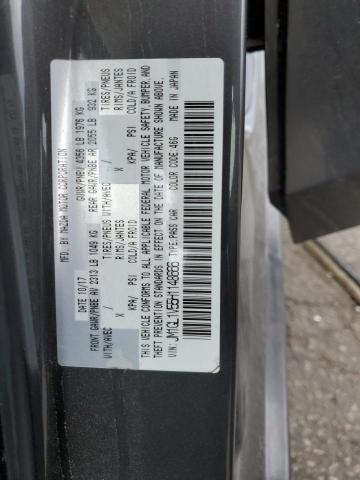 MFD. BY MAZDA MOTOR CORPORATION
DATE 10/17 GVWR/PNBV 4356 LB 1976 KG
FRONT GAWR/PNBE AV 2313 LB 1049 KG REAR GAWR/PNBE AR 2055 LB 932 KG
WITH/AVEC / TIRES/PNEUS WITH/AVEC / TIRES/PNEUS
X RIMS/JANTES X RIMS/JANTES
KPA/ PSI COLD/A FROID KPA/ PSI COLD/A FROID
THIS VEHICLE CONFORMS TO ALL APPLICABLE FEDERAL MOTOR VEHICLE SAFETY,BUMPER,AND
THEFT PREVENTION STANDARDS IN EFFECT ON THE DATE OF MANUFACTURE SHOWN ABOVE.
MADE IN JAPAN
TYPE:PASS CAR COLOR CODE:46G